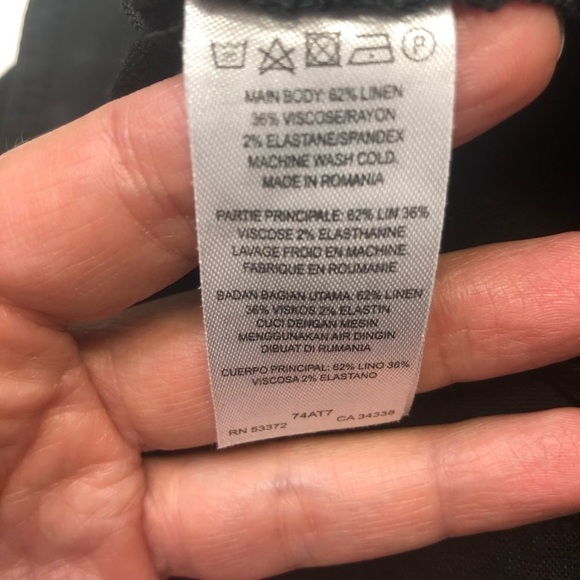 P
MAIN BODY: 62% LINEN
36% VISCOSE/RAYON
2% ELASTANE/SPANDEX
MACHINE WASH COLD.
MADE IN ROMANIA
PARTIE PRINCIPALE: 62% LIN 36%
VISCOSE 2% ELASTHANNE
LAVAGE FROID EN MACHINE.
FABRIQUE EN ROUMANIE
BADAN BAGIAN UTAMA: 62% LINEN
36% VISKOS 2% ELASTIN
CUCI DENGAN MESIN
MENGGUNAKAN AIR DINGIN
DIBUAT DI RUMANIA
CUERPO PRINCIPAL: 62% LINO 36%
VISCOSA 2% ELASTANO
74AT7
RN 53372 CA 34339